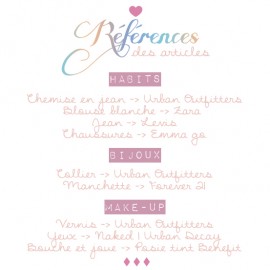 Références
des articles
HABITS
Chemise en jean -> Urban Outfitters
Blouse blanche -> Zara
Jean -> Levis
Chaussures -> Emma go
BIJOUX
Collier -> Urban Outfitters
Manchette -> Forever 21
MAKE-UP
Vernis -> Urban Outfitters
Yeux -> Naked | Urban Decay
Bouche et joue -> Posie tint Benefit